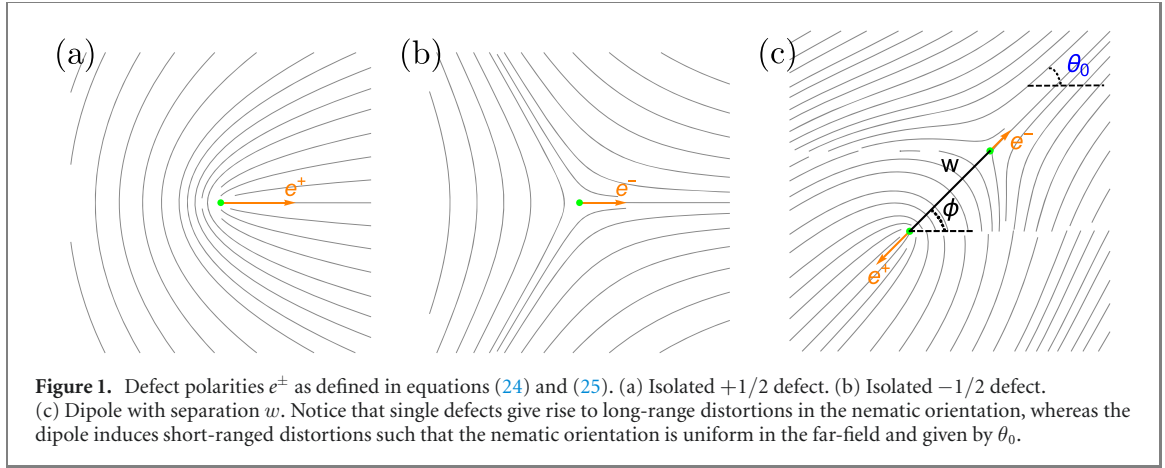 (a)
(b)
(c)
e⁺
e⁻
θ₀
e⁻
w
ϕ
e⁺
Figure 1. Defect polarities e± as defined in equations (24) and (25). (a) Isolated +1/2 defect. (b) Isolated −1/2 defect.
(c) Dipole with separation w. Notice that single defects give rise to long-range distortions in the nematic orientation, whereas the
dipole induces short-ranged distortions such that the nematic orientation is uniform in the far-field and given by θ₀.